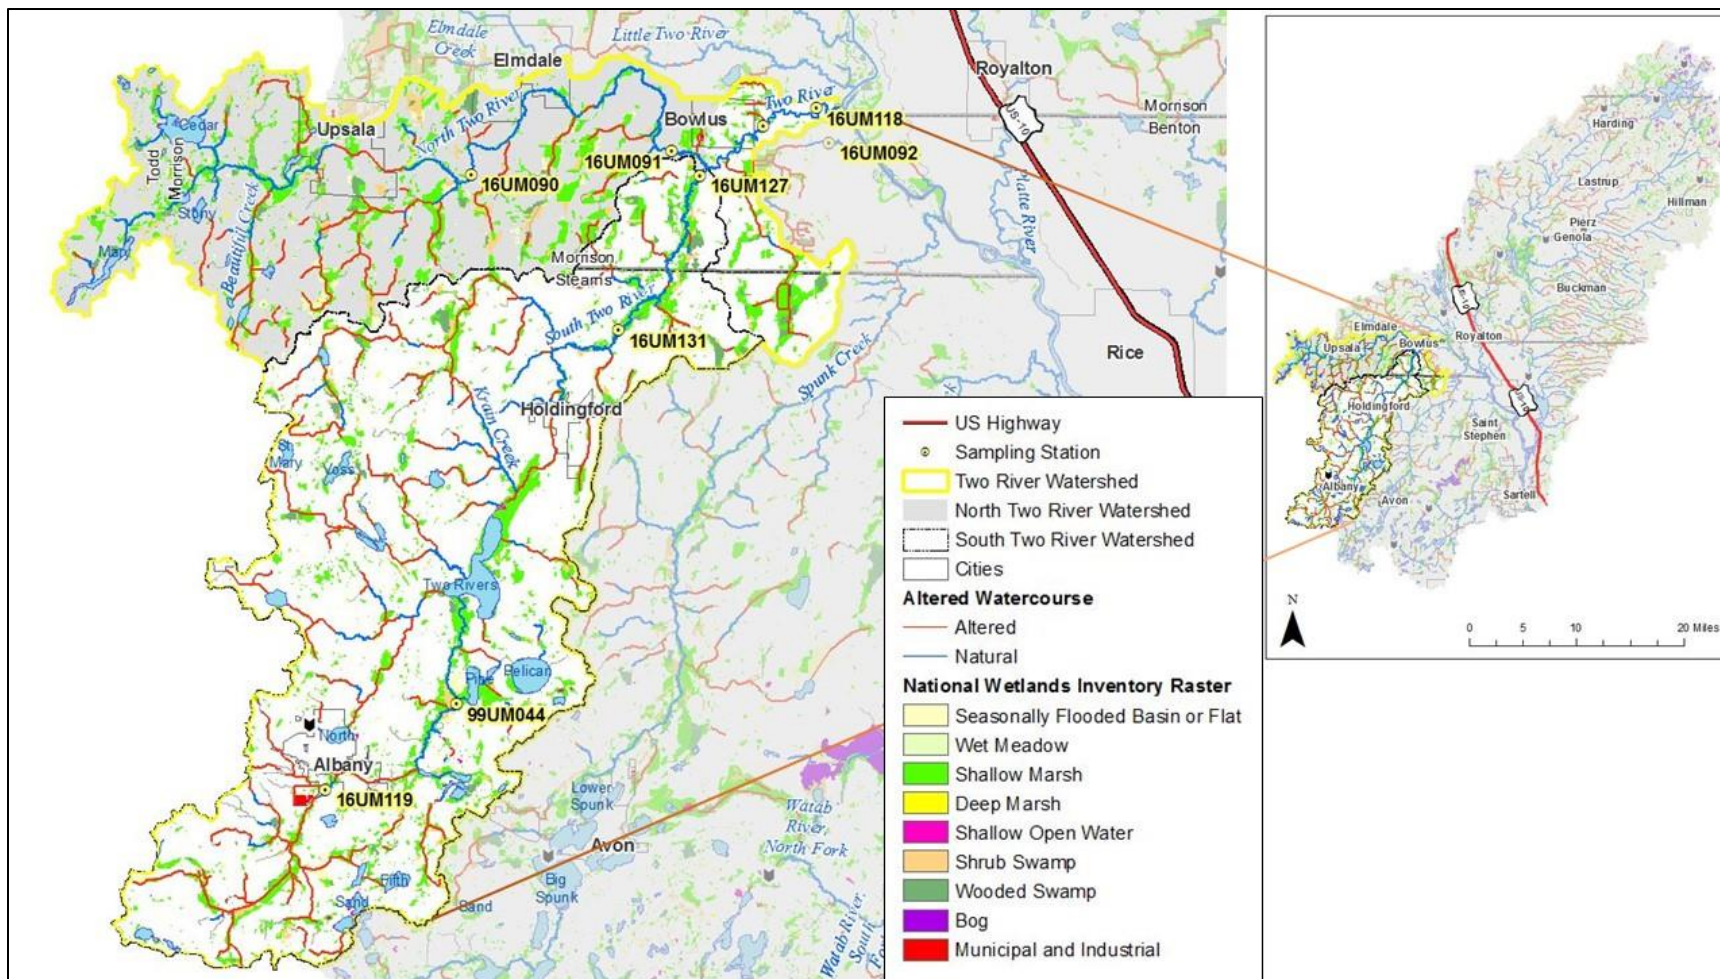 Elmdale
Creek
Little Two River
Elmdale
Royalton
US-10
Morrison
Benton
Two River
North Two River
Bowlus
16UM118
16UM092
Cedar
Upsala
Todd
Morrison
16UM091
16UM090
16UM127
Platte River
Stony
Beautiful Creek
Mary
Morrison
Stearns
South Two River
16UM131
Rice
Spunk Creek
Krain Creek
Holdingford
St.
Mary
Voss
Two Rivers
Pine
Pelican
99UM044
North
Albany
16UM119
Lower
Spunk
Watab
River,
North Fork
Avon
Big
Spunk
Fifth
Sand
Sand
Watab River,
South
US Highway
Sampling Station
Two River Watershed
North Two River Watershed
South Two River Watershed
Cities
Altered Watercourse
Altered
Natural
National Wetlands Inventory Raster
Seasonally Flooded Basin or Flat
Wet Meadow
Shallow Marsh
Deep Marsh
Shallow Open Water
Shrub Swamp
Wooded Swamp
Bog
Municipal and Industrial
Harding
Lastrup
Hillman
Pierz
Genola
Buckman
US-10
Elmdale
Royalton
Upsala
Bowlus
Holdingford
US-10
Saint
Stephen
Albany
Avon
Sartell
N
0 5 10 20 Miles